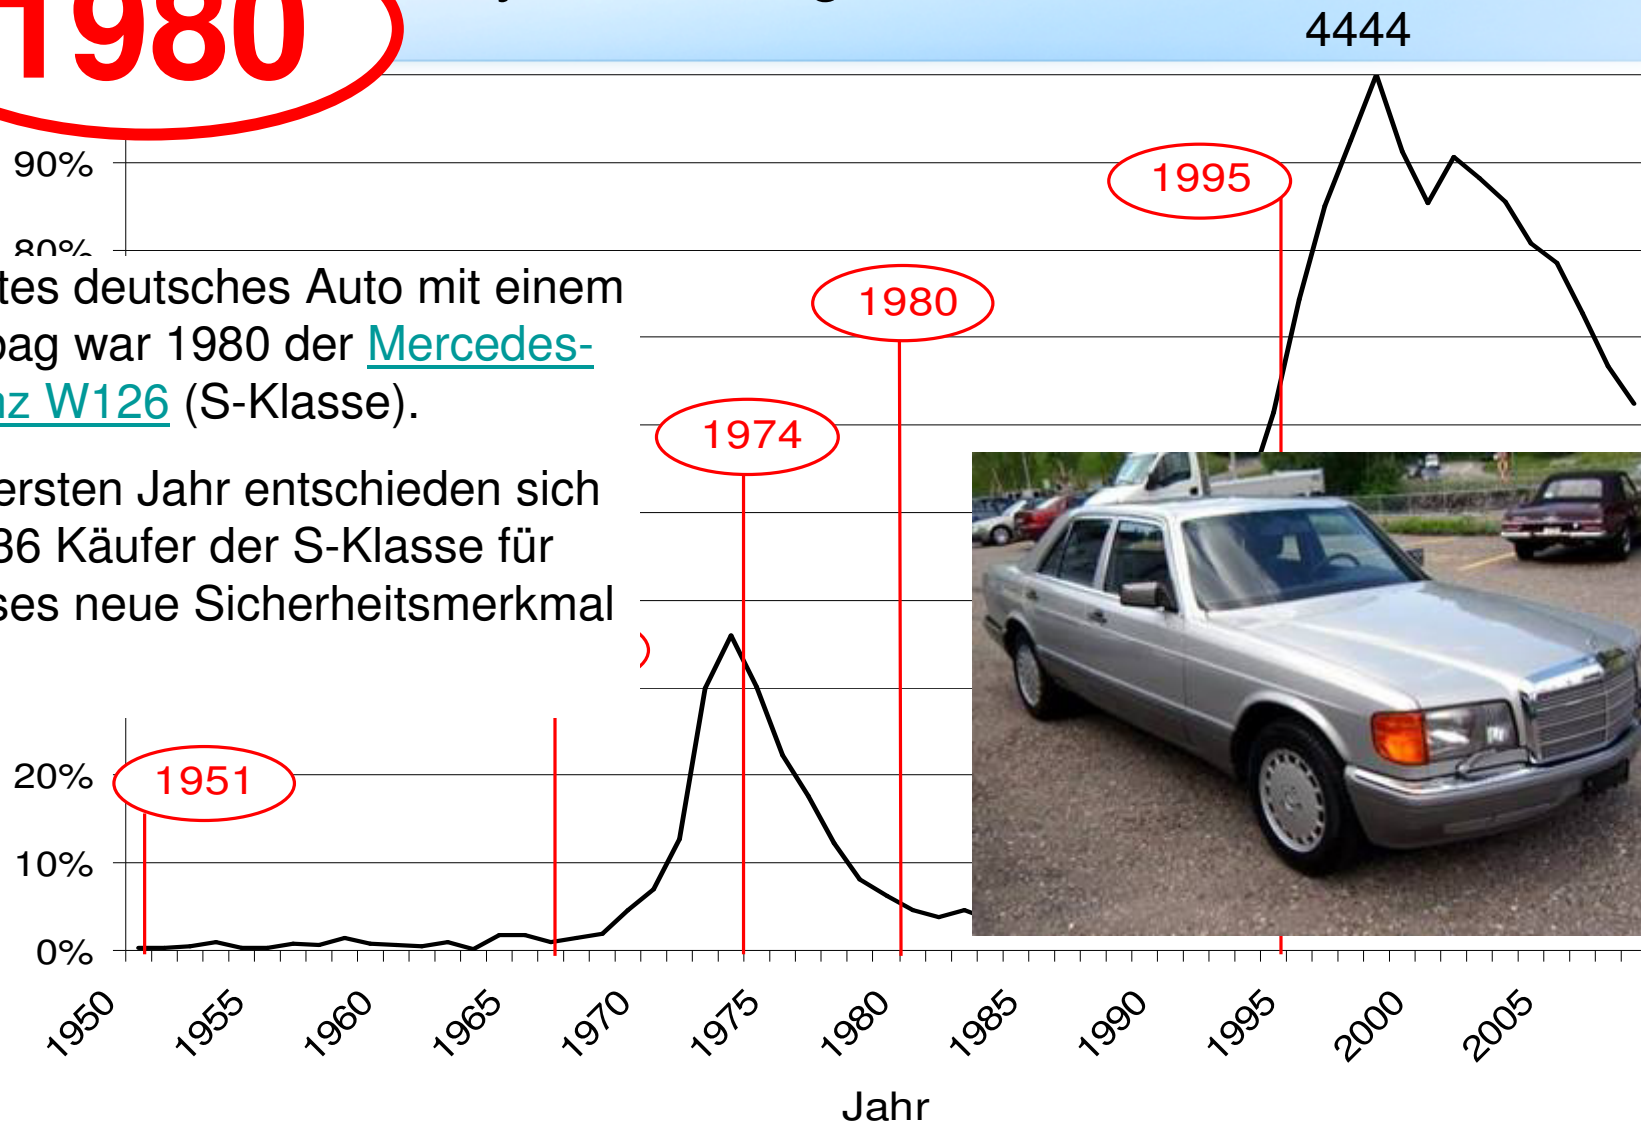 1980
4444
90%
80%
1995
tes deutsches Auto mit einem
bag war 1980 der Mercedes-
nz W126 (S-Klasse).
1980
1974
ersten Jahr entschieden sich
36 Käufer der S-Klasse für
ses neue Sicherheitsmerkmal
20%
1951
10%
0%
1950 1955 1960 1965 1970 1975 1980 1985 1990 1995 2000 2005
Jahr